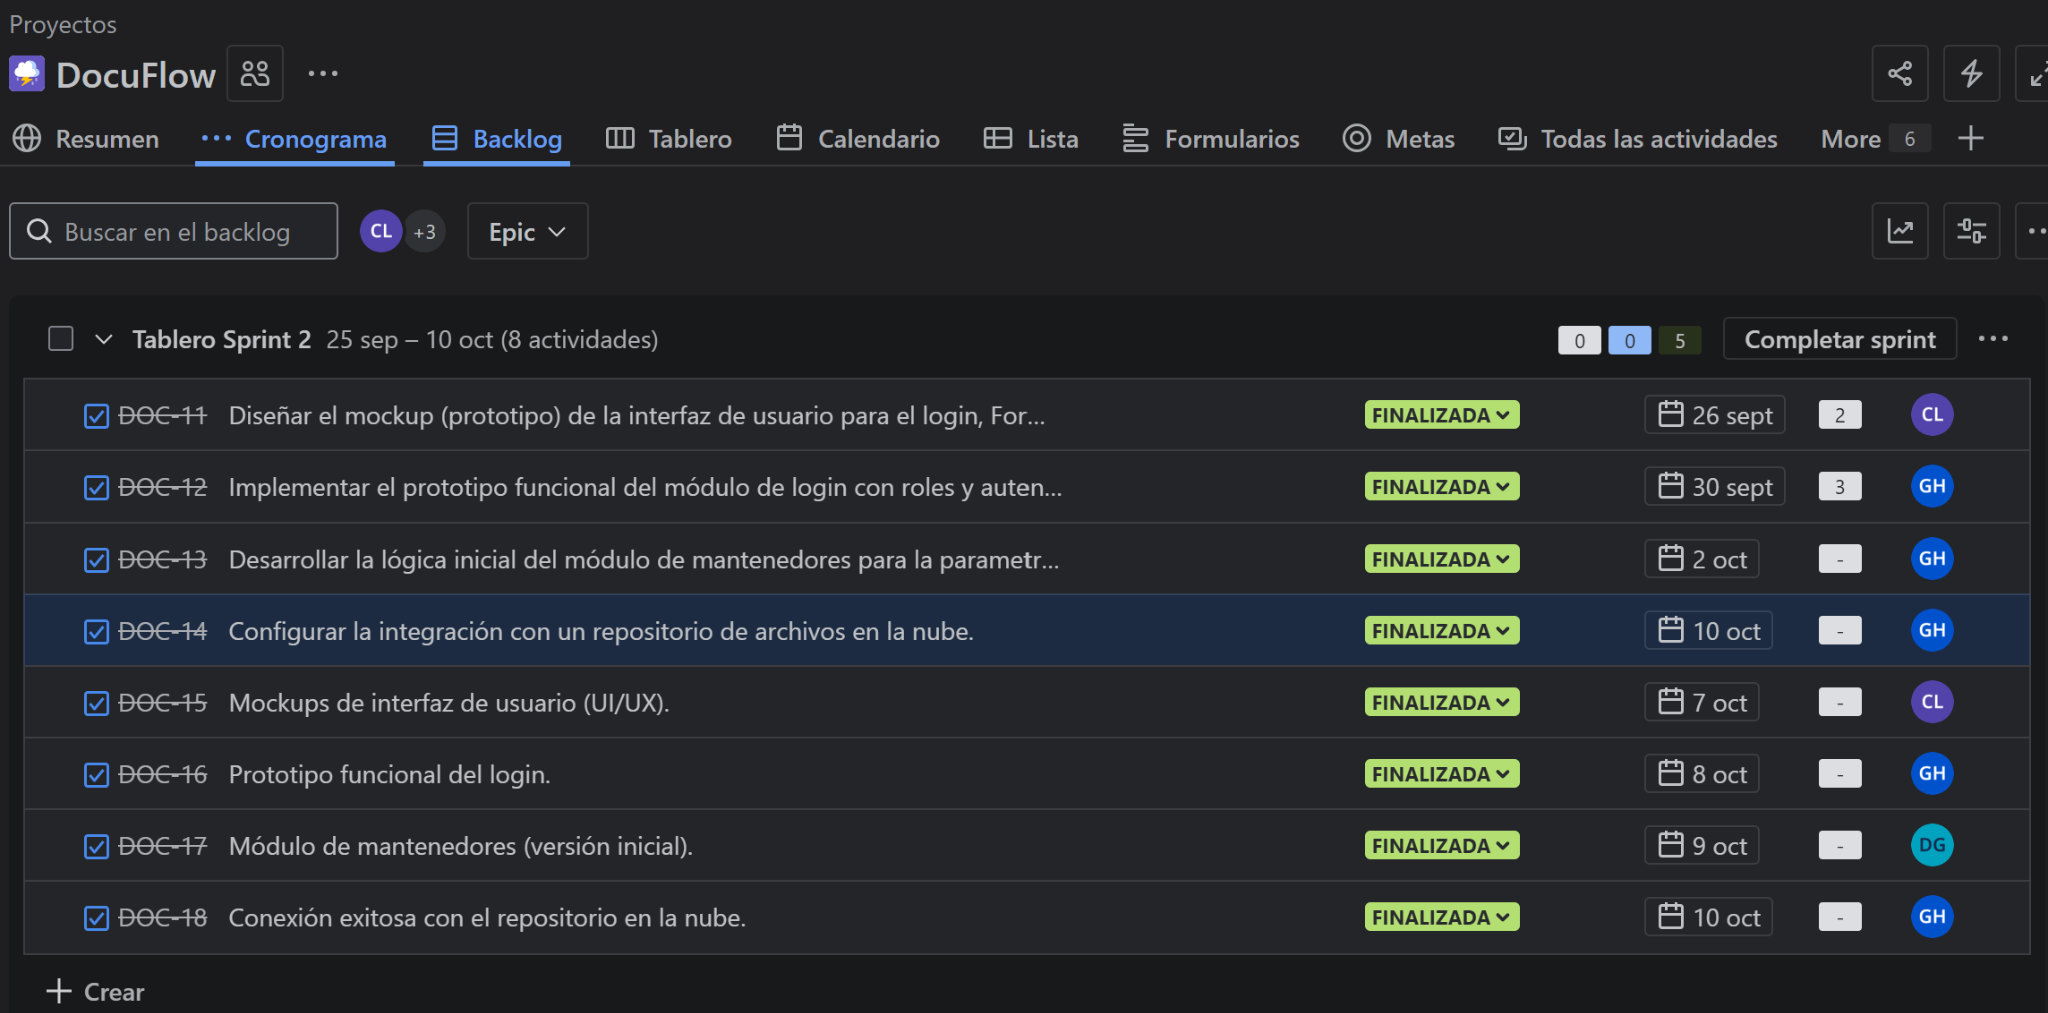 Proyectos
DocuFlow
Resumen Cronograma Backlog Tablero Calendario Lista Formularios Metas Todas las actividades More 6
Buscar en el backlog CL +3 Epic
Tablero Sprint 2 25 sep – 10 oct (8 actividades) 0 0 5 Completar sprint
DOC-11 Diseñar el mockup (prototipo) de la interfaz de usuario para el login, For... FINALIZADA 26 sept 2 CL
DOC-12 Implementar el prototipo funcional del módulo de login con roles y auten... FINALIZADA 30 sept 3 GH
DOC-13 Desarrollar la lógica inicial del módulo de mantenedores para la parametr... FINALIZADA 2 oct - GH
DOC-14 Configurar la integración con un repositorio de archivos en la nube. FINALIZADA 10 oct - GH
DOC-15 Mockups de interfaz de usuario (UI/UX). FINALIZADA 7 oct - CL
DOC-16 Prototipo funcional del login. FINALIZADA 8 oct - GH
DOC-17 Módulo de mantenedores (versión inicial). FINALIZADA 9 oct - DG
DOC-18 Conexión exitosa con el repositorio en la nube. FINALIZADA 10 oct - GH
Crear